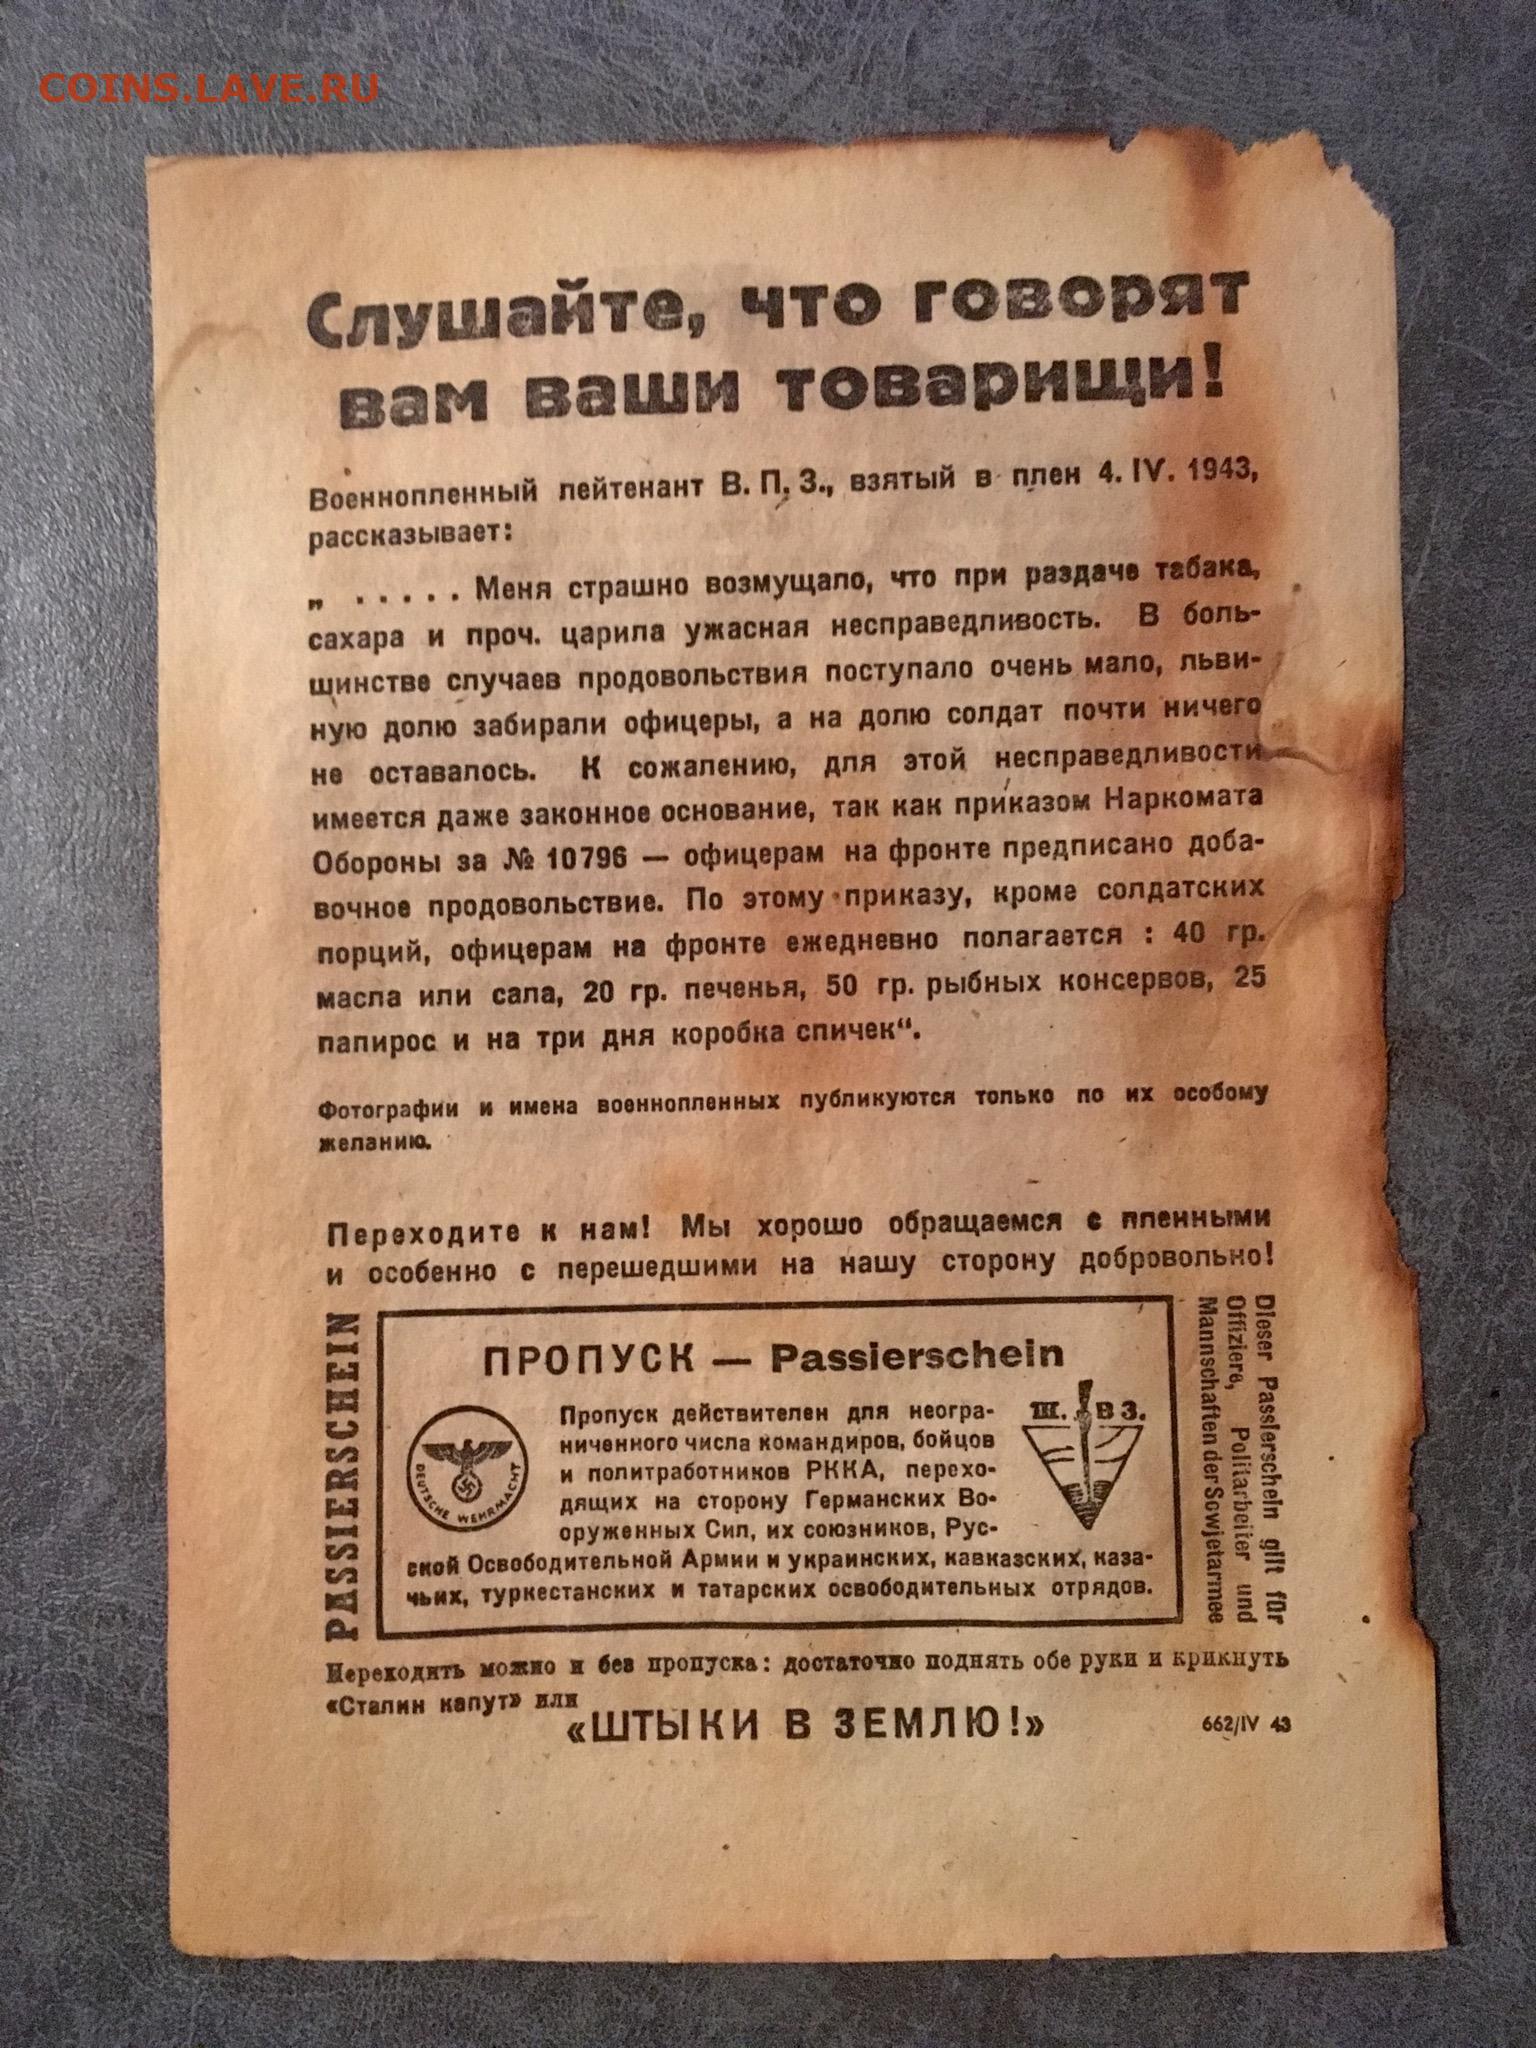 COINS.LAVE.RU
Слушайте, что говорят
вам ваши товарищи!
Военнопленный лейтенант В. П. З., взятый в плен 4. IV. 1943,
рассказывает:
„ . . . . . Меня страшно возмущало, что при раздаче табака,
сахара и проч. царила ужасная несправедливость. В боль-
шинстве случаев продовольствия поступало очень мало, льви-
ную долю забирали офицеры, а на долю солдат почти ничего
не оставалось. К сожалению, для этой несправедливости
имеется даже законное основание, так как приказом Наркомата
Обороны за № 10796 — офицерам на фронте предписано доба-
вочное продовольствие. По этому приказу, кроме солдатских
порций, офицерам на фронте ежедневно полагается : 40 гр.
масла или сала, 20 гр. печенья, 50 гр. рыбных консервов, 25
папирос и на три дня коробка спичек“.
Фотографии и имена военнопленных публикуются только по их особому
желанию.
Переходите к нам! Мы хорошо обращаемся с пленными
и особенно с перешедшими на нашу сторону добровольно!
PASSIERSCHEIN
ПРОПУСК — Passierschein
DEUTSCHE WEHRMACHT
Пропуск действителен для неогра-
ниченного числа командиров, бойцов
и политработников РККА, перехо-
дящих на сторону Германских Во-
оруженных Сил, их союзников, Рус-
ской Освободительной Армии и украинских, кавказских, каза-
чьих, туркестанских и татарских освободительных отрядов.
Ш. В З.
Dieser Passierschein gilt für
Offiziere, Politarbeiter und
Mannschaften der Sowjetarmee
Переходить можно и без пропуска: достаточно поднять обе руки и крикнуть
«Сталин капут» или
«ШТЫКИ В ЗЕМЛЮ!»
662/IV 43